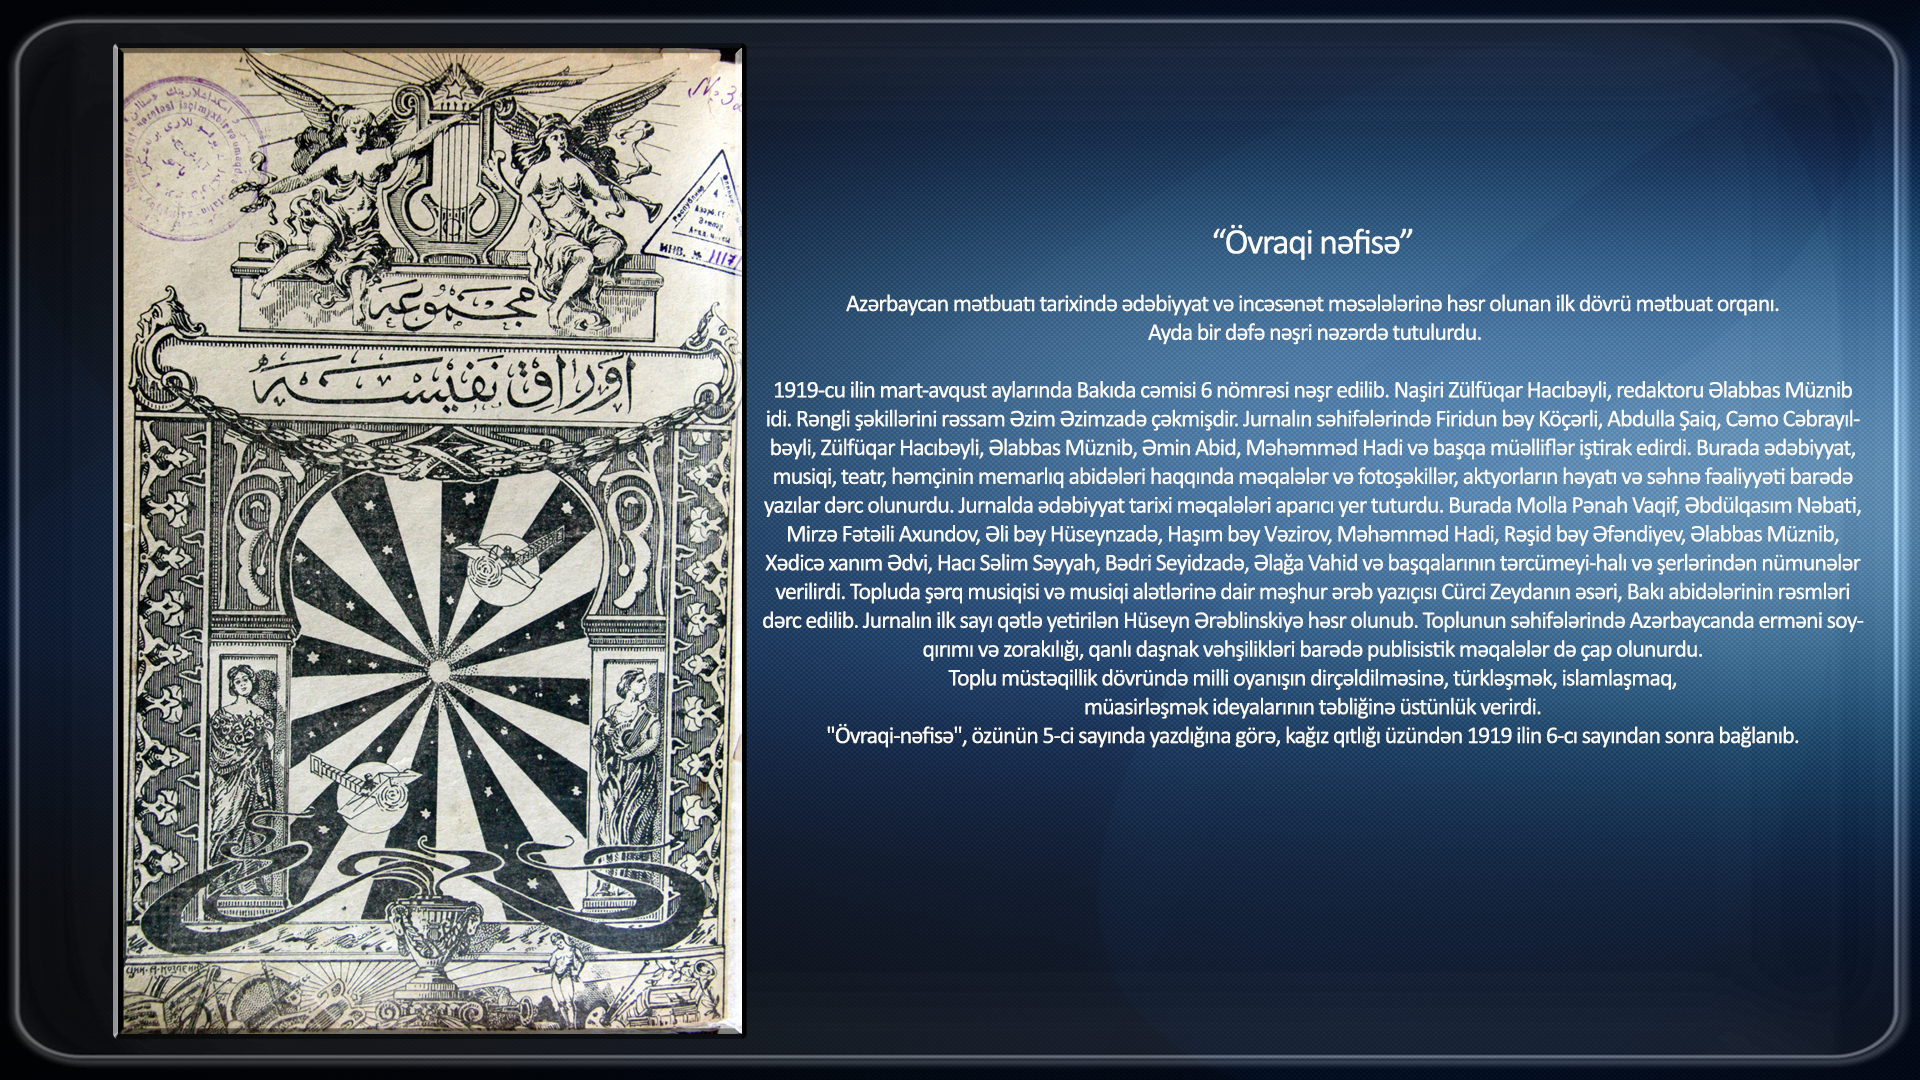 مجموعه
اوراق نفیسه
ИНВ. №
“Övraqi nəfisə”
Azərbaycan mətbuatı tarixində ədəbiyyat və incəsənət məsələlərinə həsr olunan ilk dövrü mətbuat orqanı.
Ayda bir dəfə nəşri nəzərdə tutulurdu.
1919-cu ilin mart-avqust aylarında Bakıda cəmisi 6 nömrəsi nəşr edilib. Naşiri Zülfüqar Hacıbəyli, redaktoru Əlabbas Müznib
idi. Rəngli şəkillərini rəssam Əzim Əzimzadə çəkmişdir. Jurnalın səhifələrində Firidun bəy Köçərli, Abdulla Şaiq, Cəmo Cəbrayıl-
bəyli, Zülfüqar Hacıbəyli, Əlabbas Müznib, Əmin Abid, Məhəmməd Hadi və başqa müəlliflər iştirak edirdi. Burada ədəbiyyat,
musiqi, teatr, həmçinin memarlıq abidələri haqqında məqalələr və fotoşəkillər, aktyorların həyatı və səhnə fəaliyyəti barədə
yazılar dərc olunurdu. Jurnalda ədəbiyyat tarixi məqalələri aparıcı yer tuturdu. Burada Molla Pənah Vaqif, Əbdülqasım Nəbati,
Mirzə Fətəili Axundov, Əli bəy Hüseynzadə, Haşım bəy Vəzirov, Məhəmməd Hadi, Rəşid bəy Əfəndiyev, Əlabbas Müznib,
Xədicə xanım Ədvi, Hacı Səlim Səyyah, Bədri Seyidzadə, Əlağa Vahid və başqalarının tərcümeyi-halı və şerlərindən nümunələr
verilirdi. Topluda şərq musiqisi və musiqi alətlərinə dair məşhur ərəb yazıçısı Cürci Zeydanın əsəri, Bakı abidələrinin rəsmləri
dərc edilib. Jurnalın ilk sayı qətlə yetirilən Hüseyn Ərəblinskiyə həsr olunub. Toplunun səhifələrində Azərbaycanda erməni soy-
qırımı və zorakılığı, qanlı daşnak vəhşilikləri barədə publisistik məqalələr də çap olunurdu.
Toplu müstəqillik dövründə milli oyanışın dirçəldilməsinə, türkləşmək, islamlaşmaq,
müasirləşmək ideyalarının təbliğinə üstünlük verirdi.
"Övraqi-nəfisə", özünün 5-ci sayında yazdığına görə, kağız qıtlığı üzündən 1919 ilin 6-cı sayından sonra bağlanıb.